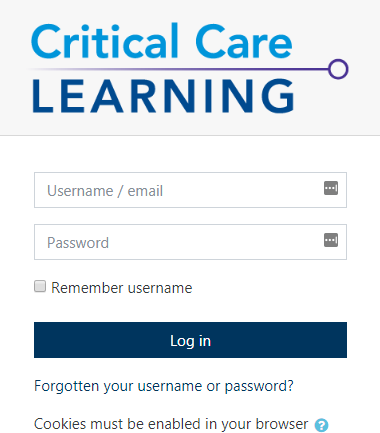 Critical Care
LEARNING
Username / email
Password
Remember username
Log in
Forgotten your username or password?
Cookies must be enabled in your browser ?